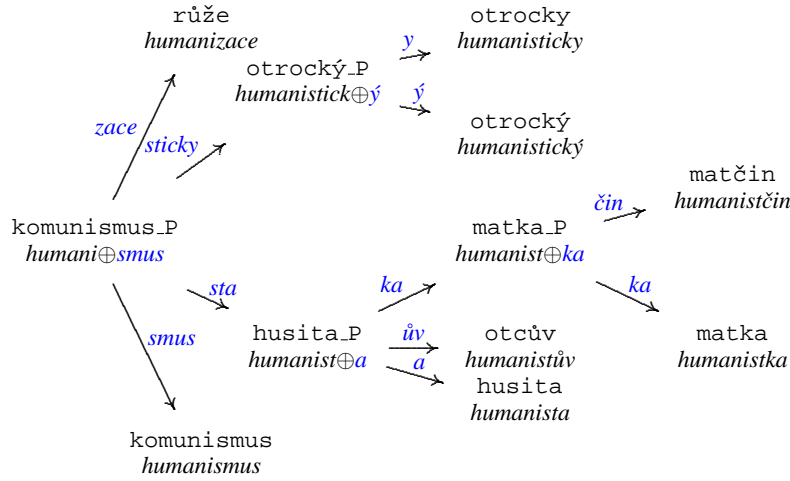 růže
humanizace
otrocky
humanisticky
y
otrocký_P
humanistick⊕ý
ý
zace
sticky
otrocký
humanistický
matčin
humanistčin
čin
komunismus_P
humani⊕smus
matka_P
humanist⊕ka
sta
ka
ka
smus
husita_P
humanist⊕a
ův
a
otcův
humanistův
husita
humanista
matka
humanistka
komunismus
humanismus